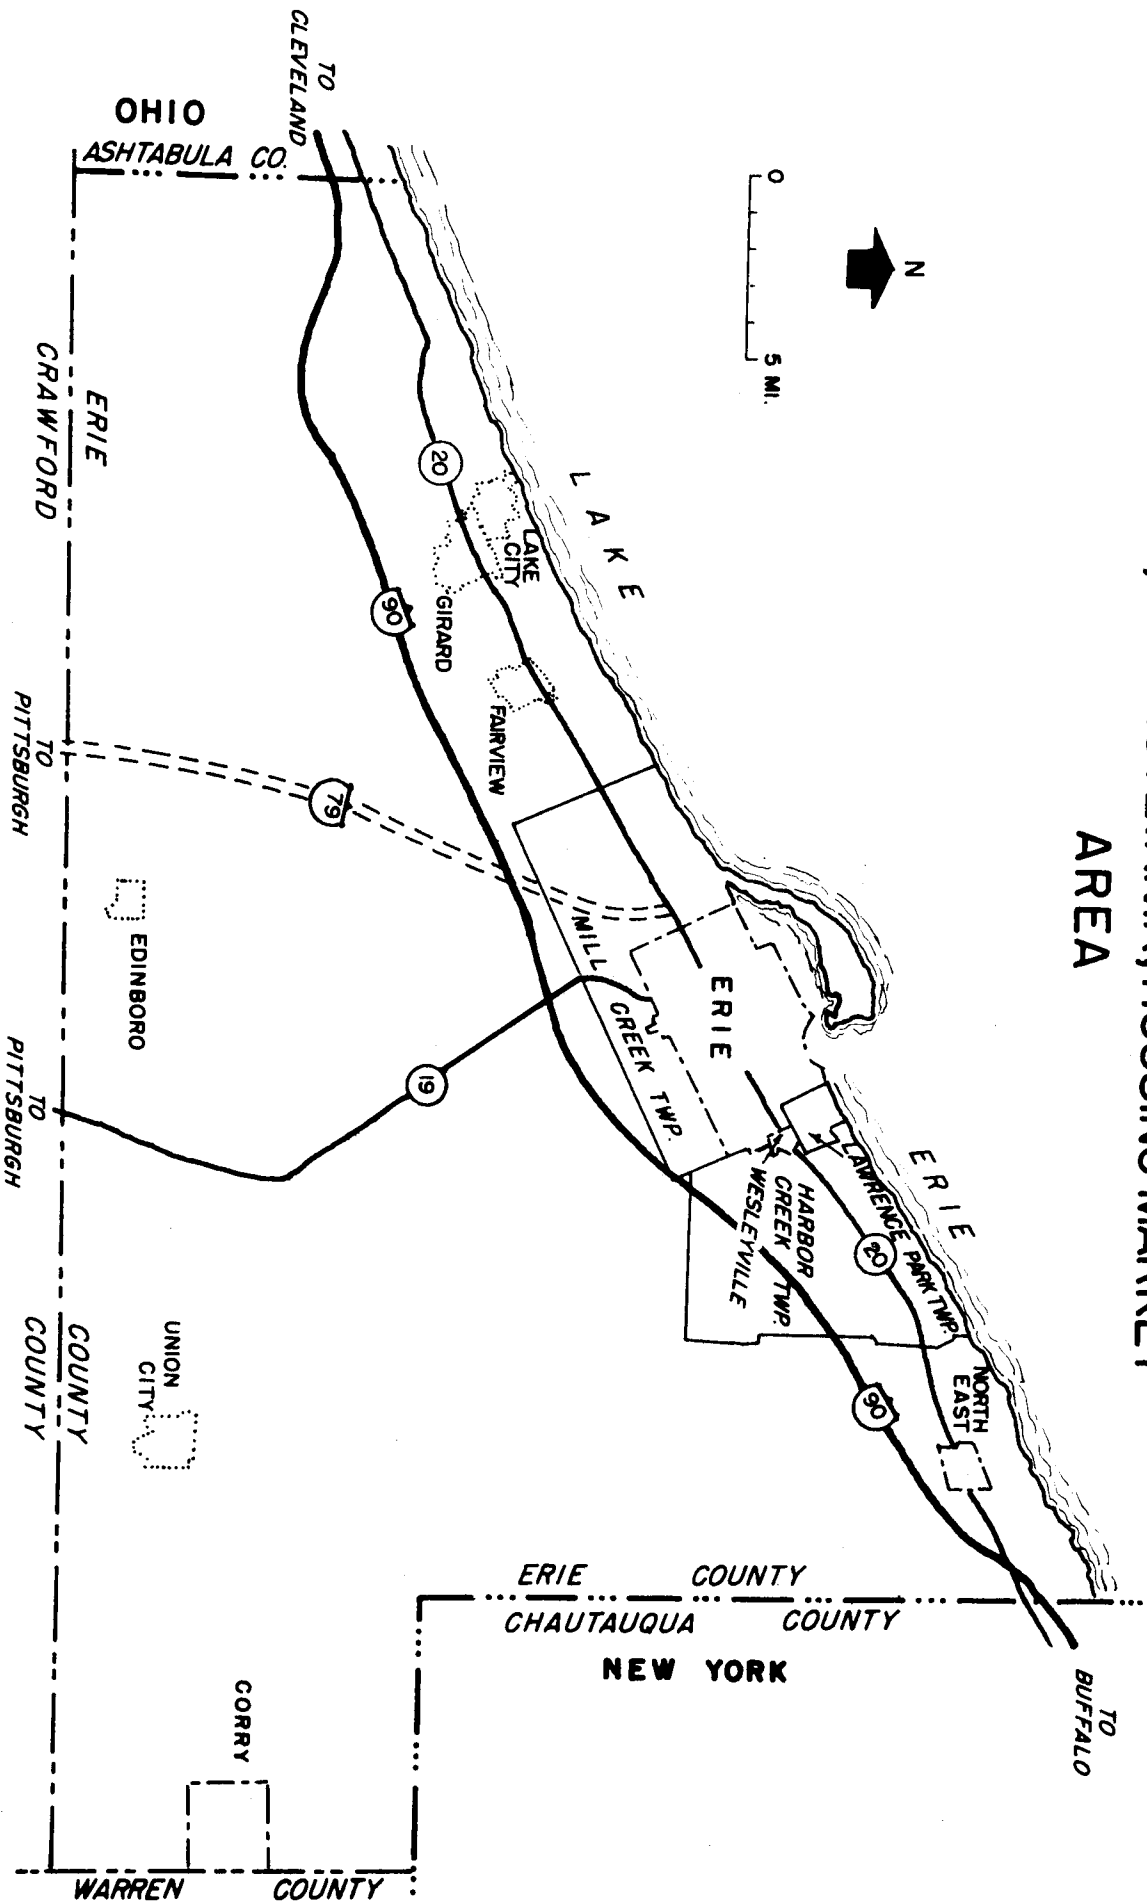 AREA
N
0
5 MI.
LAKE
ERIE
TO
CLEVELAND
OHIO
ASHTABULA CO.
20
LAKE
CITY
GIRARD
90
FAIRVIEW
ERIE
CRAWFORD
TO
PITTSBURGH
79
EDINBORO
MILL
CREEK TWP.
ERIE
19
TO
PITTSBURGH
LAWRENCE PARK TWP.
HARBOR
CREEK TWP.
WESLEYVILLE
20
NORTH
EAST
90
UNION
CITY
COUNTY
COUNTY
ERIE COUNTY
CHAUTAUQUA COUNTY
NEW YORK
TO
BUFFALO
CORRY
WARREN COUNTY